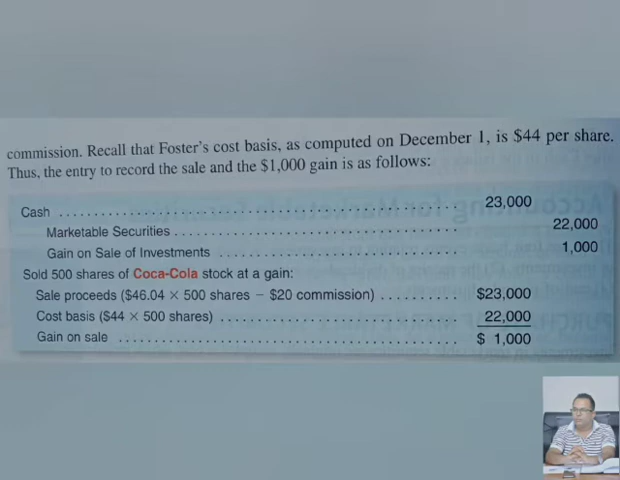 commission. Recall that Foster's cost basis, as computed on December 1, is $44 per share.
Thus, the entry to record the sale and the $1,000 gain is as follows:
Cash . . . . . . . . . . . . . . . . . . . . . . . . . . . . . . . . . . . . . . . . . . . . . . . . . . . . . . . . 23,000
Marketable Securities . . . . . . . . . . . . . . . . . . . . . . . . . . . . . . . . . . . . . . . . . 22,000
Gain on Sale of Investments . . . . . . . . . . . . . . . . . . . . . . . . . . . . . . . . . . . 1,000
Sold 500 shares of Coca-Cola stock at a gain:
Sale proceeds ($46.04 × 500 shares − $20 commission) . . . . . . . . . . $23,000
Cost basis ($44 × 500 shares) . . . . . . . . . . . . . . . . . . . . . . . . . . . . . . . . . . . 22,000
Gain on sale . . . . . . . . . . . . . . . . . . . . . . . . . . . . . . . . . . . . . . . . . . . . . . . . . $ 1,000